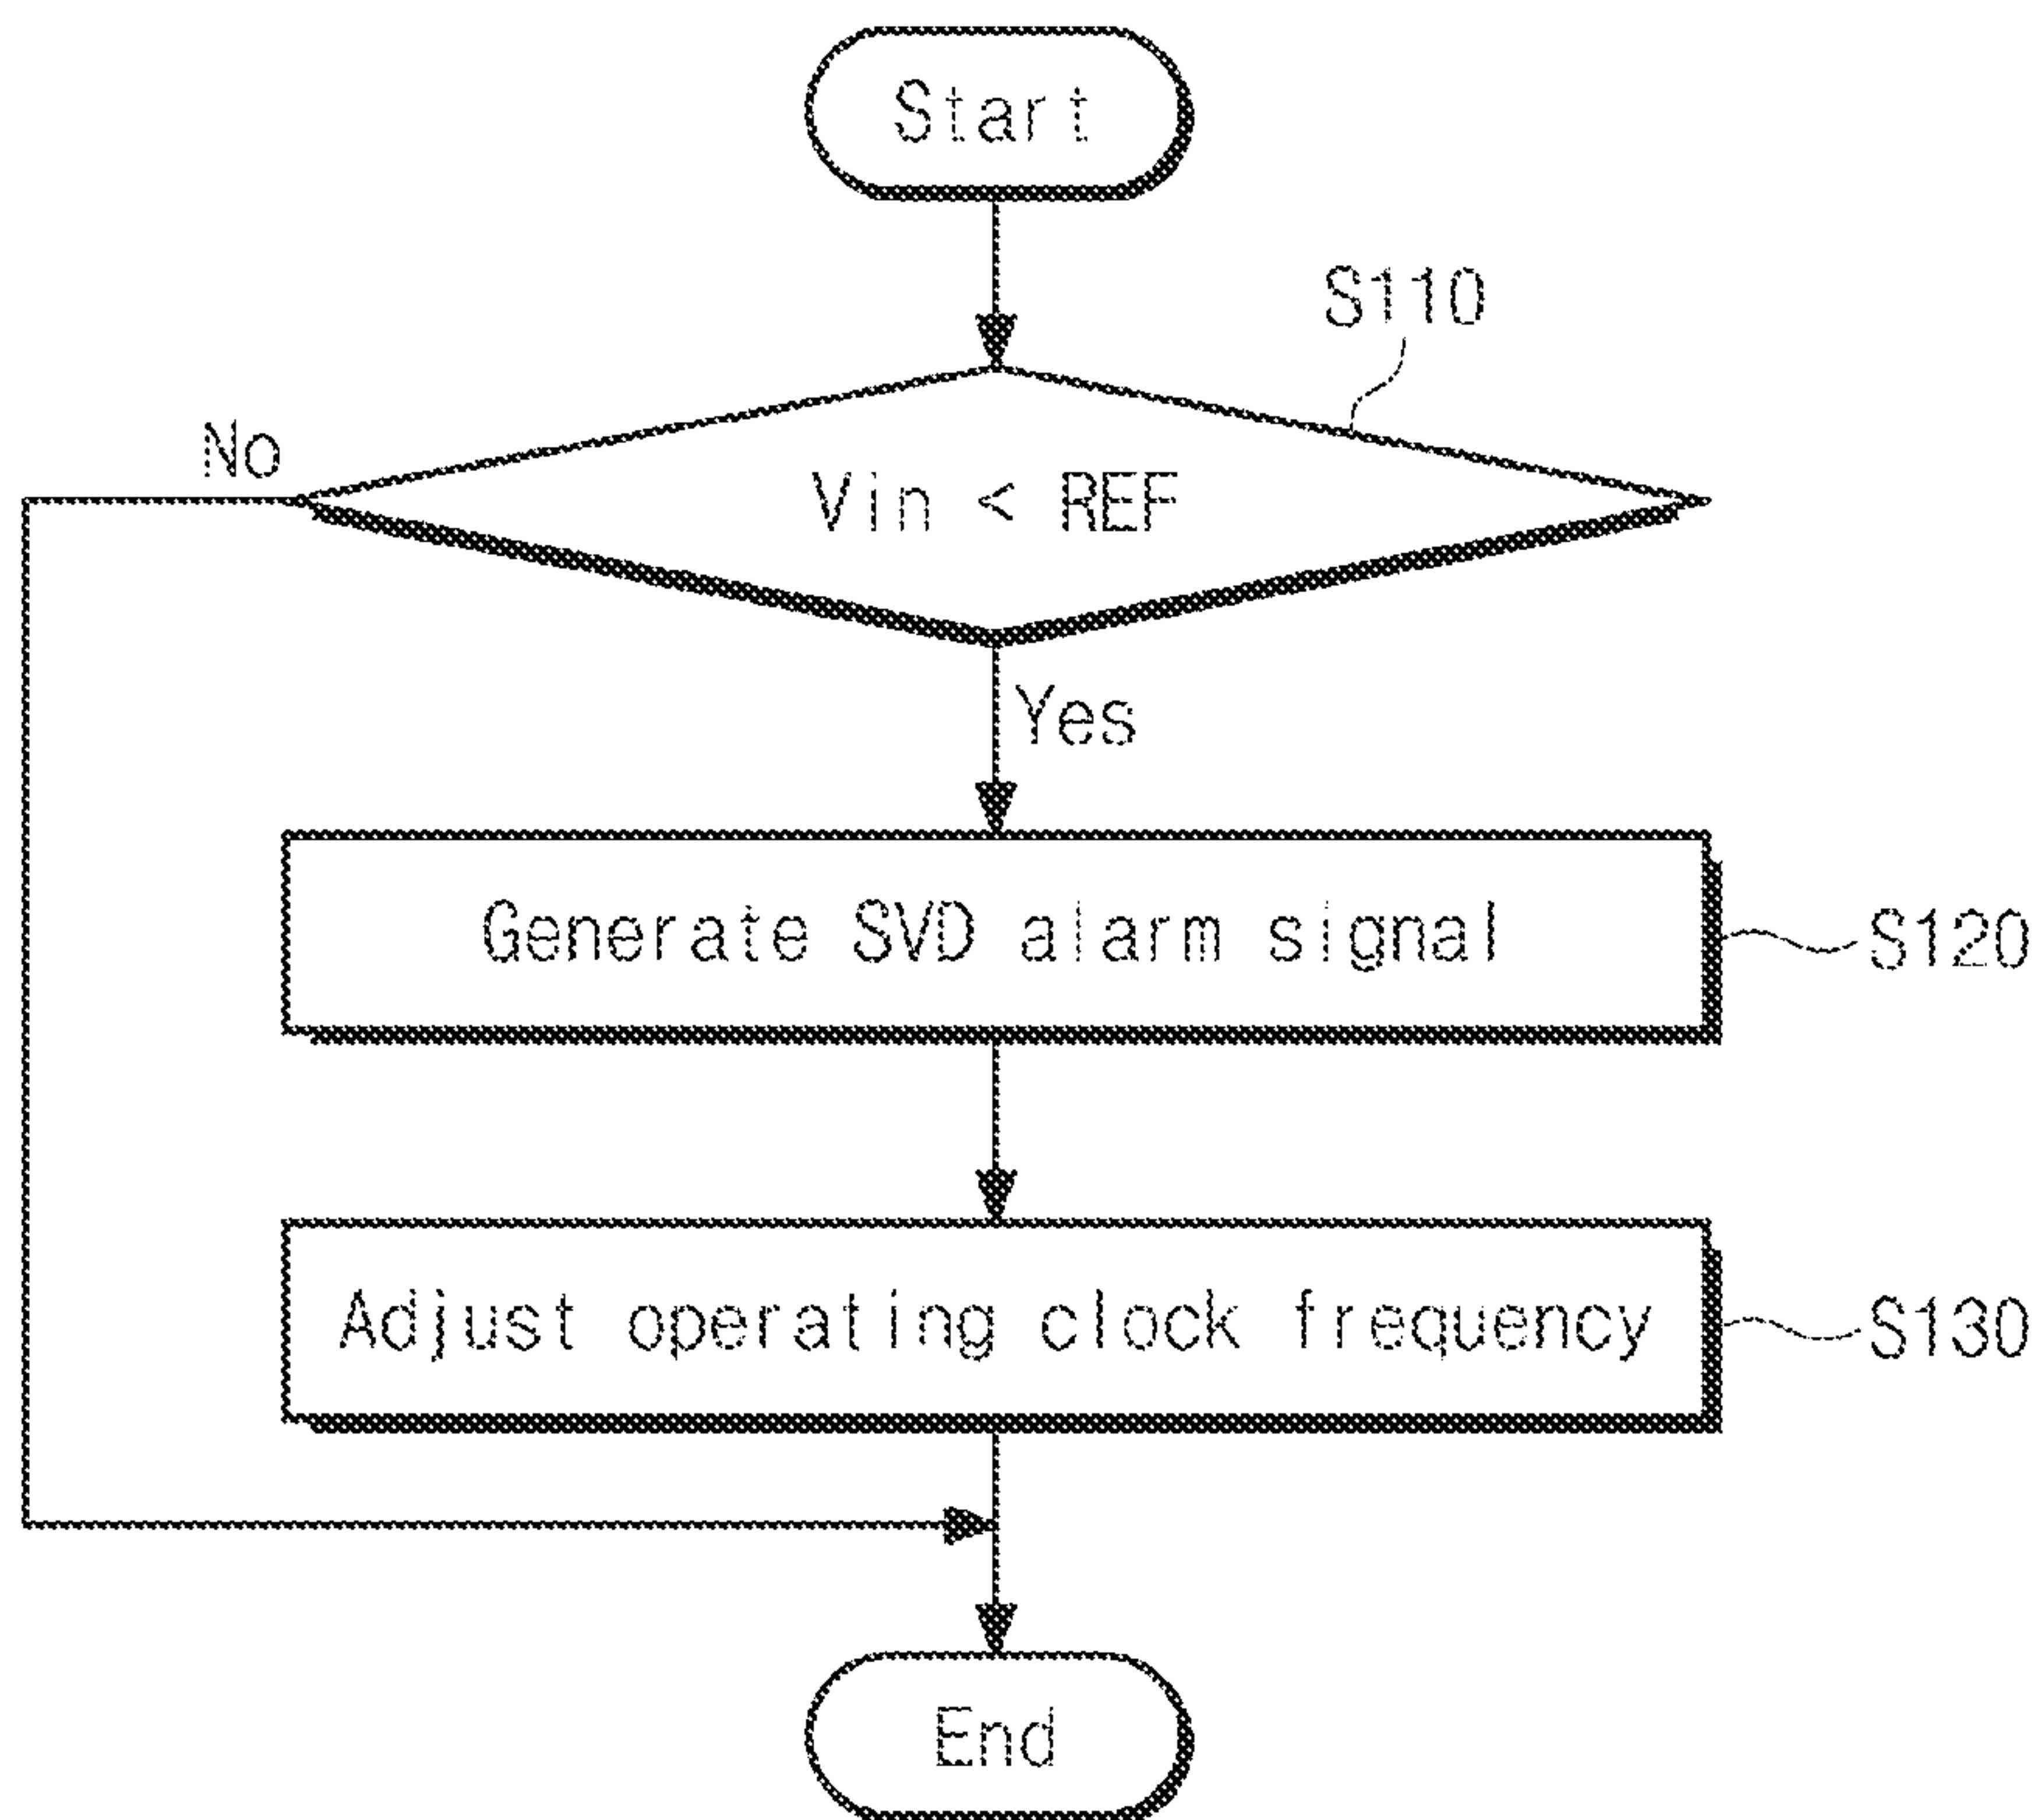 Start
S110
No
Vin < REF
Yes
Generate SVD alarm signal
S120
Adjust operating clock frequency
S130
End